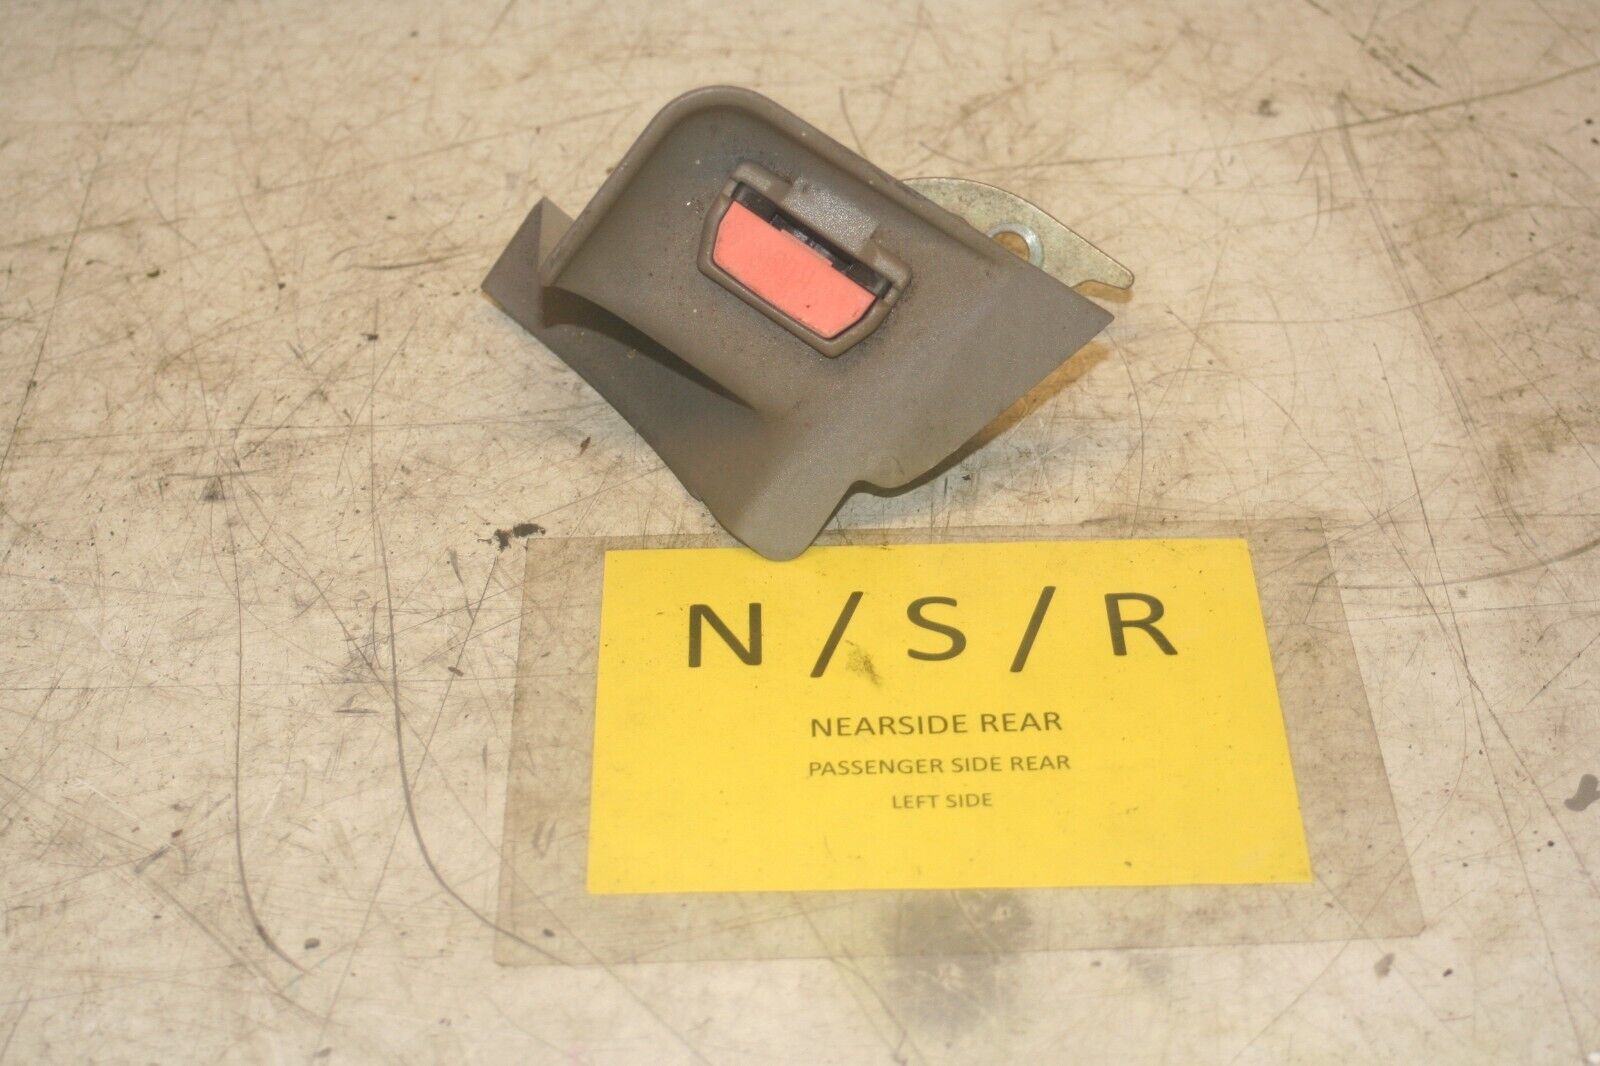 N / S / R
NEARSIDE REAR
PASSENGER SIDE REAR
LEFT SIDE